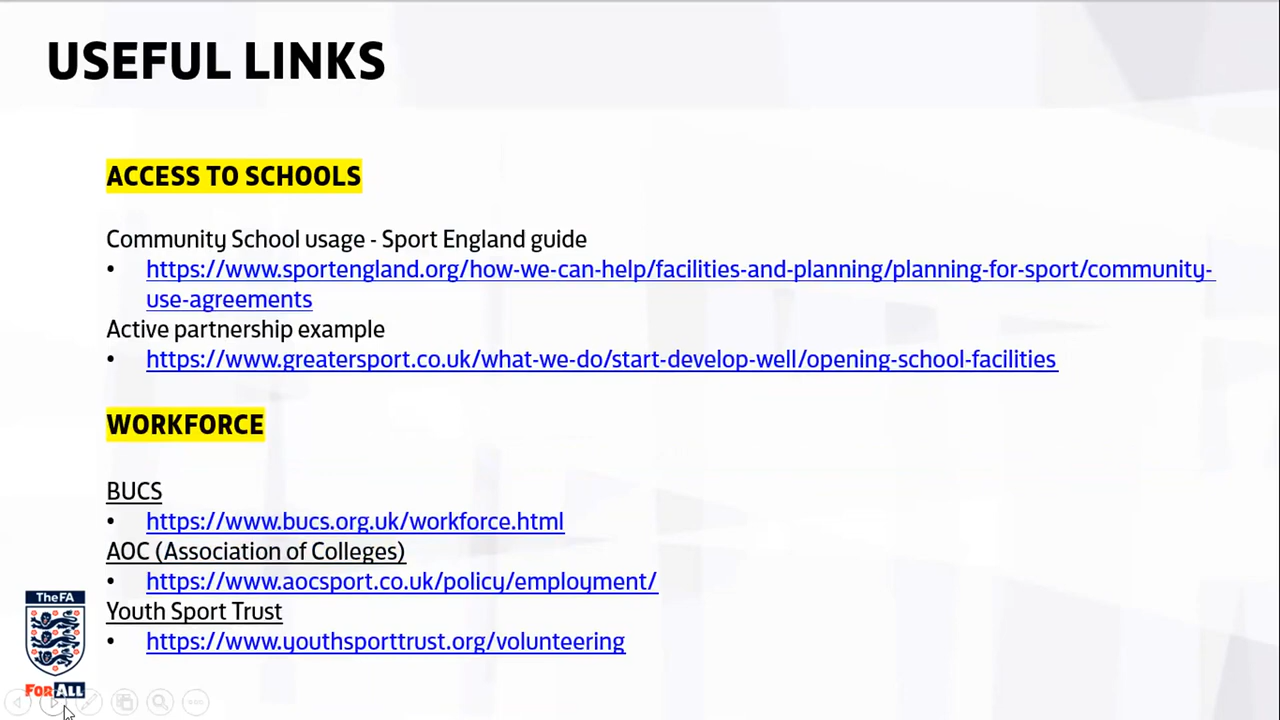 USEFUL LINKS
ACCESS TO SCHOOLS
Community School usage - Sport England guide
• https://www.sportengland.org/how-we-can-help/facilities-and-planning/planning-for-sport/community-
use-agreements
Active partnership example
• https://www.greatersport.co.uk/what-we-do/start-develop-well/opening-school-facilities
WORKFORCE
BUCS
• https://www.bucs.org.uk/workforce.html
AOC (Association of Colleges)
• https://www.aocsport.co.uk/policy/employment/
Youth Sport Trust
• https://www.youthsporttrust.org/volunteering
The FA
FOR ALL